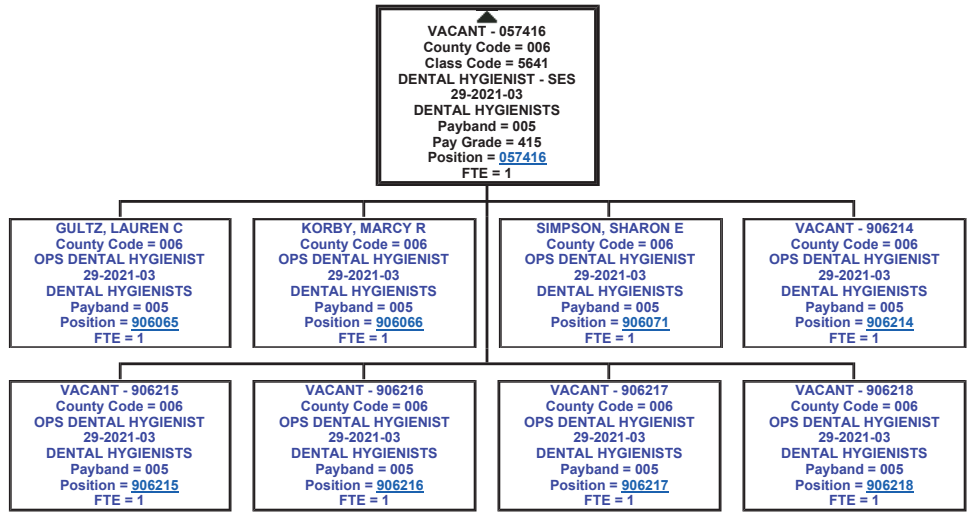 VACANT - 057416
County Code = 006
Class Code = 5641
DENTAL HYGIENIST - SES
29-2021-03
DENTAL HYGIENISTS
Payband = 005
Pay Grade = 415
Position = 057416
FTE = 1
GULTZ, LAUREN C
County Code = 006
OPS DENTAL HYGIENIST
29-2021-03
DENTAL HYGIENISTS
Payband = 005
Position = 906065
FTE = 1
KORBY, MARCY R
County Code = 006
OPS DENTAL HYGIENIST
29-2021-03
DENTAL HYGIENISTS
Payband = 005
Position = 906066
FTE = 1
SIMPSON, SHARON E
County Code = 006
OPS DENTAL HYGIENIST
29-2021-03
DENTAL HYGIENISTS
Payband = 005
Position = 906071
FTE = 1
VACANT - 906214
County Code = 006
OPS DENTAL HYGIENIST
29-2021-03
DENTAL HYGIENISTS
Payband = 005
Position = 906214
FTE = 1
VACANT - 906215
County Code = 006
OPS DENTAL HYGIENIST
29-2021-03
DENTAL HYGIENISTS
Payband = 005
Position = 906215
FTE = 1
VACANT - 906216
County Code = 006
OPS DENTAL HYGIENIST
29-2021-03
DENTAL HYGIENISTS
Payband = 005
Position = 906216
FTE = 1
VACANT - 906217
County Code = 006
OPS DENTAL HYGIENIST
29-2021-03
DENTAL HYGIENISTS
Payband = 005
Position = 906217
FTE = 1
VACANT - 906218
County Code = 006
OPS DENTAL HYGIENIST
29-2021-03
DENTAL HYGIENISTS
Payband = 005
Position = 906218
FTE = 1